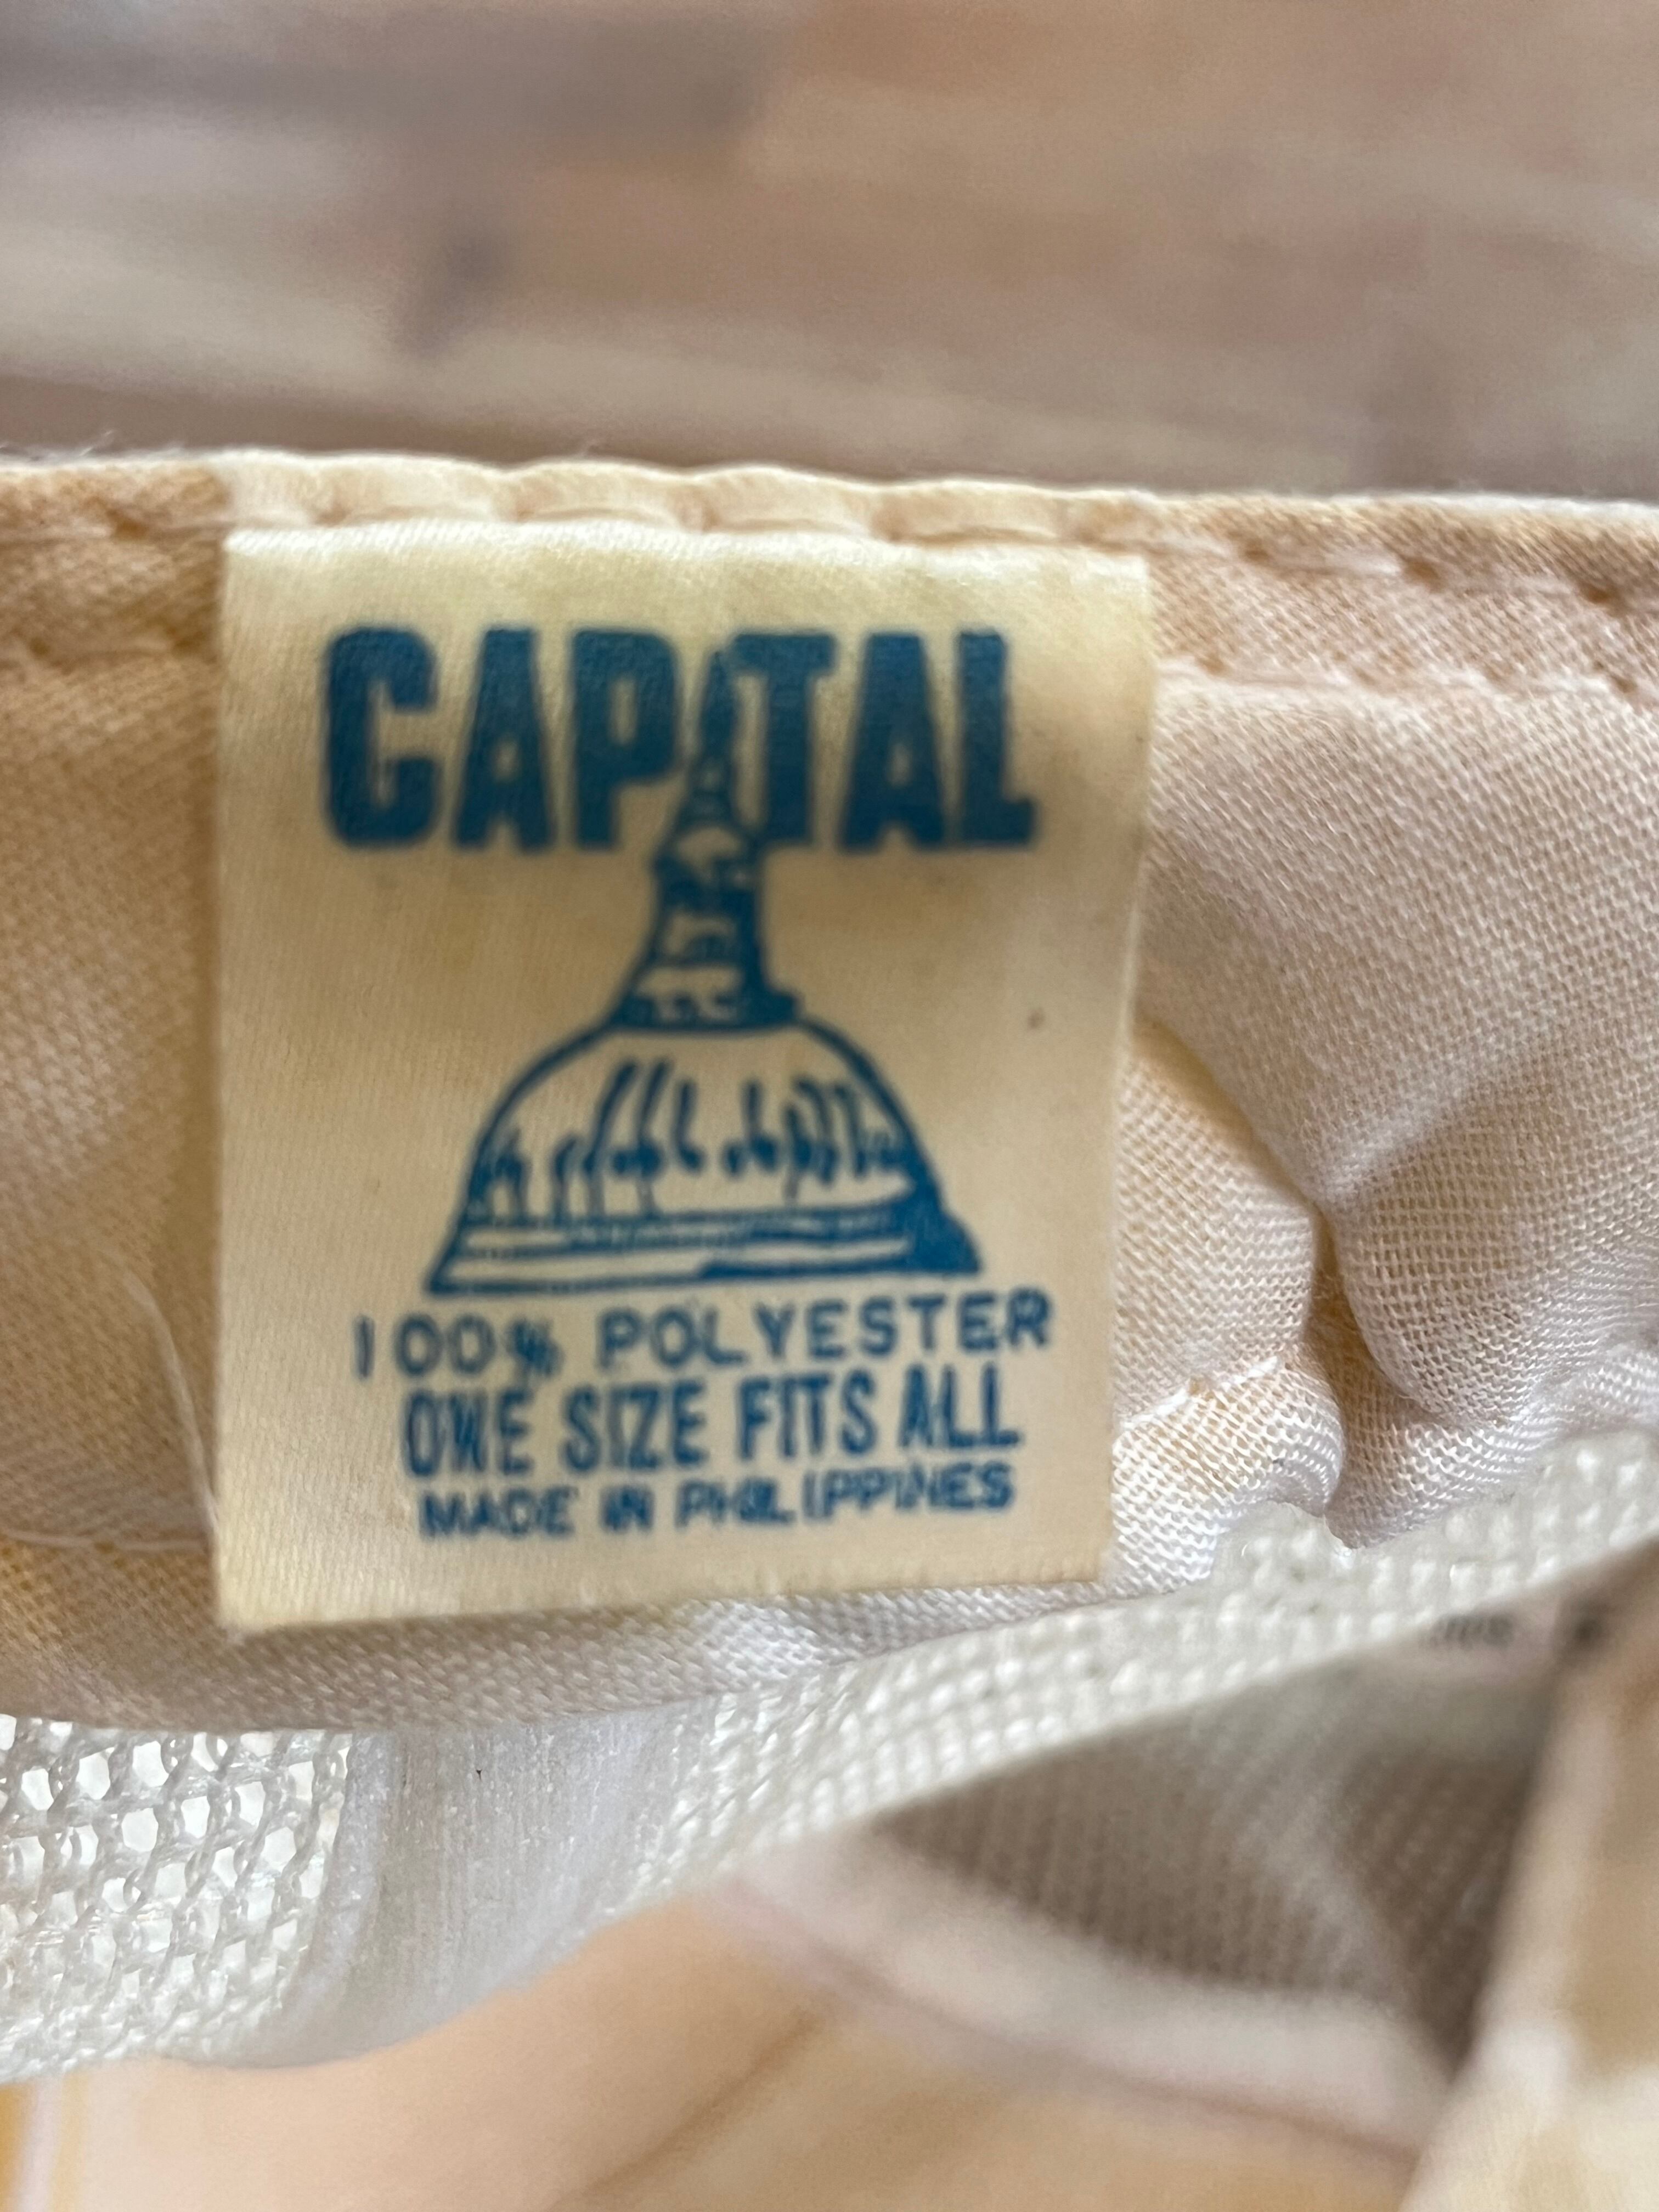 CAPITAL
100% POLYESTER
ONE SIZE FITS ALL
MADE IN PHILIPPINES